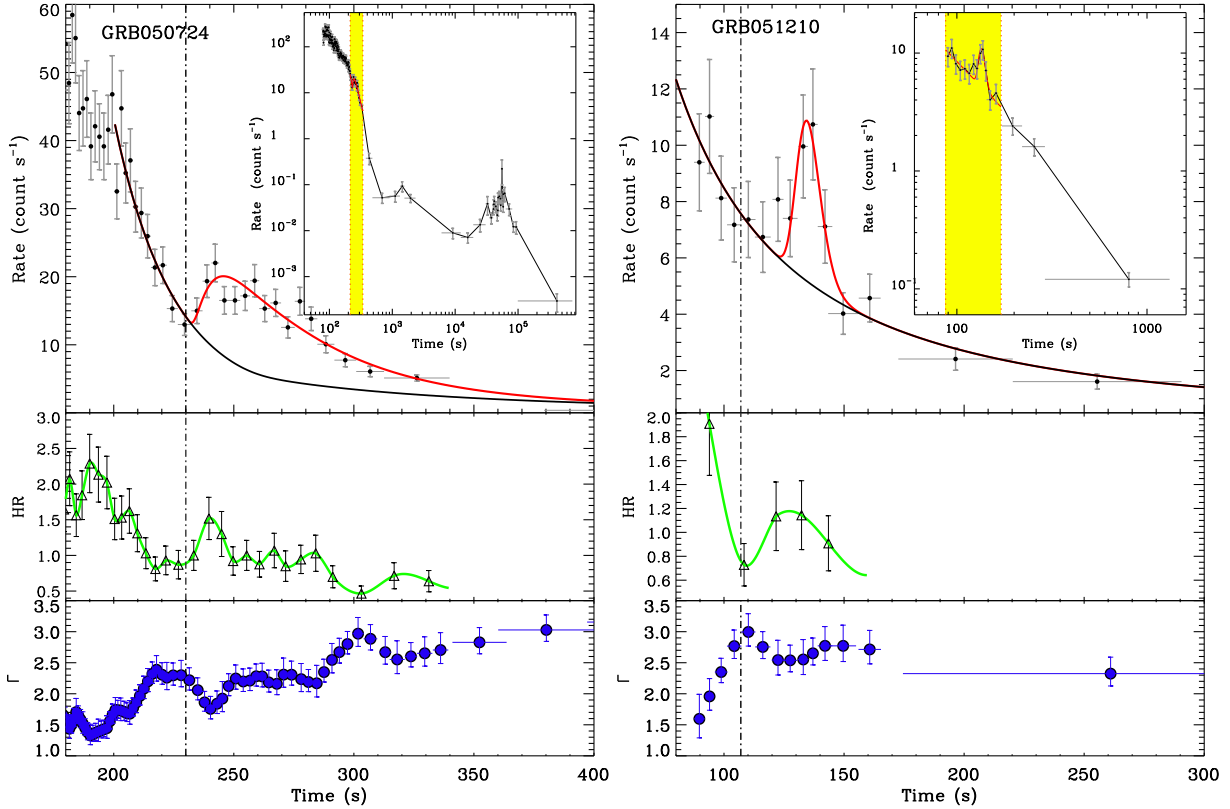 GRB050724
Rate (count s⁻¹)
60
50
40
30
20
10
Rate (count s⁻¹)
10²
10
1
10⁻¹
10⁻²
10⁻³
10² 10³ 10⁴ 10⁵
Time (s)
HR
3.0
2.5
2.0
1.5
1.0
0.5
Γ
3.5
3.0
2.5
2.0
1.5
1.0
200 250 300 350 400
Time (s)
GRB051210
Rate (count s⁻¹)
14
12
10
8
6
4
2
Rate (count s⁻¹)
10
1
10⁻¹
100 1000
Time (s)
HR
2.0
1.8
1.6
1.4
1.2
1.0
0.8
0.6
Γ
3.5
3.0
2.5
2.0
1.5
1.0
100 150 200 250 300
Time (s)